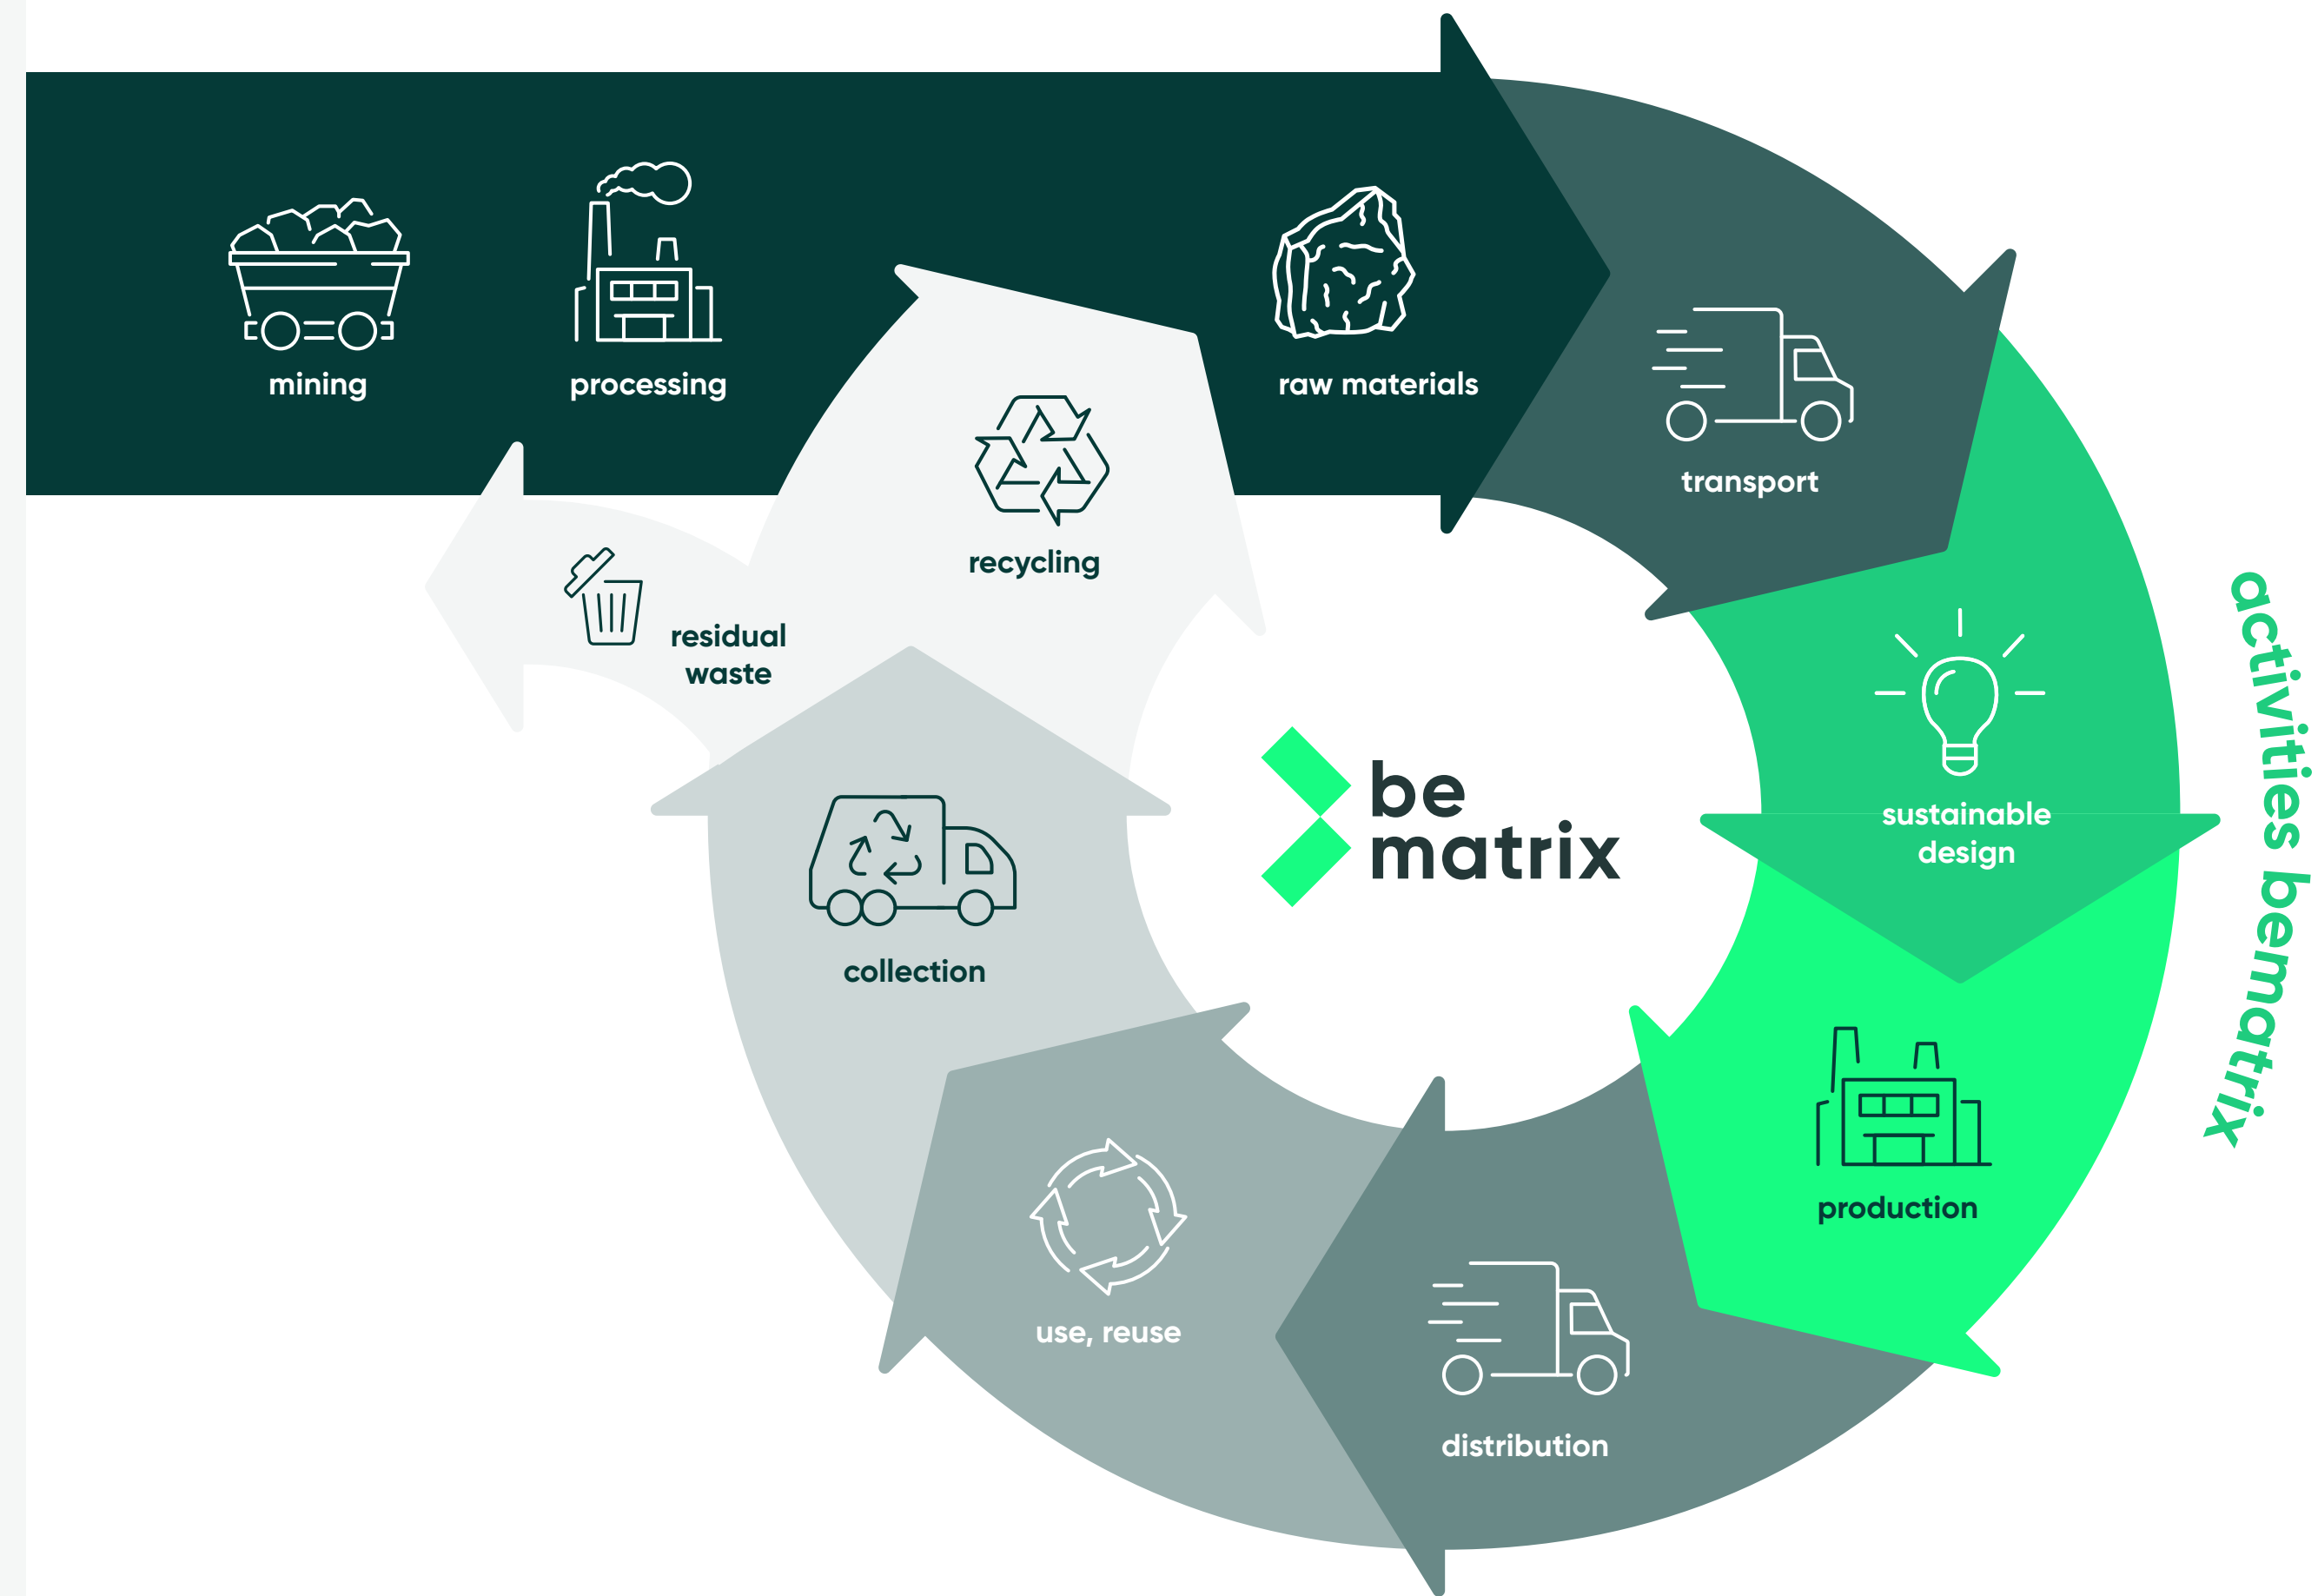 mining
processing
raw materials
transport
recycling
residual
waste
be
matrix
sustainable
design
activities bematrix
collection
production
use, reuse
distribution